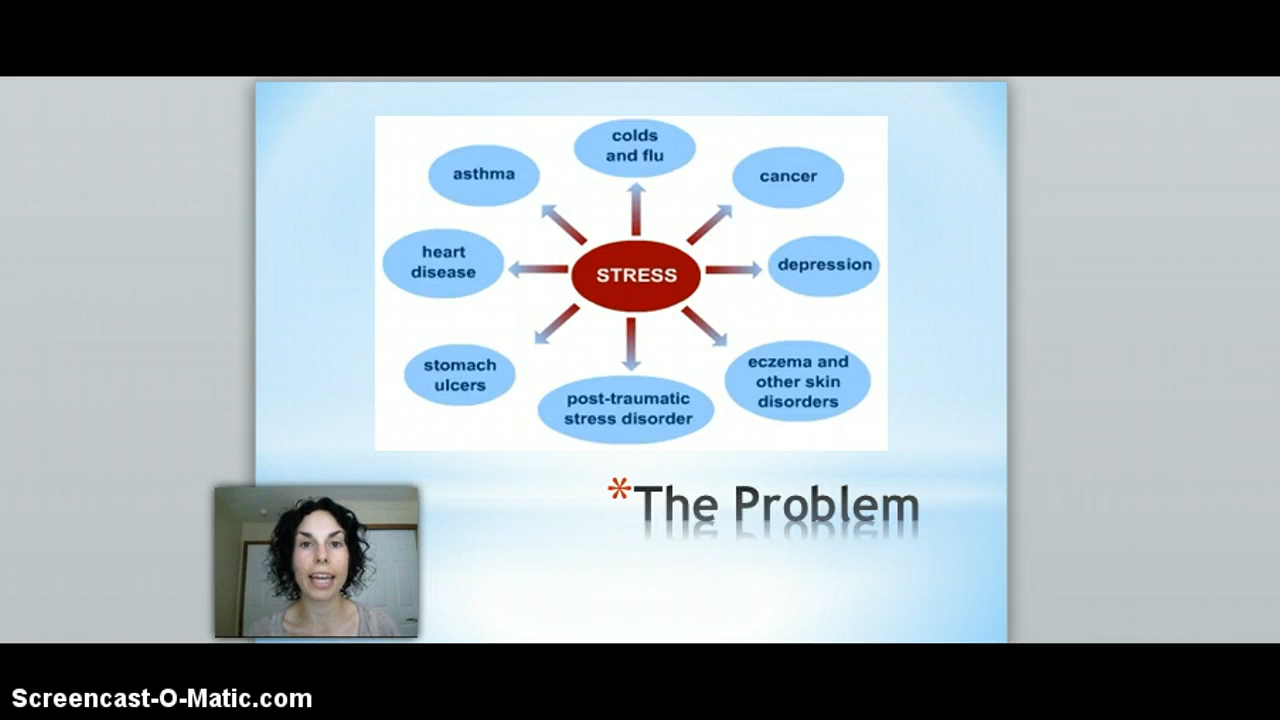 colds
and flu
asthma
cancer
heart
disease
STRESS
depression
stomach
ulcers
post-traumatic
stress disorder
eczema and
other skin
disorders
*The Problem
Screencast-O-Matic.com